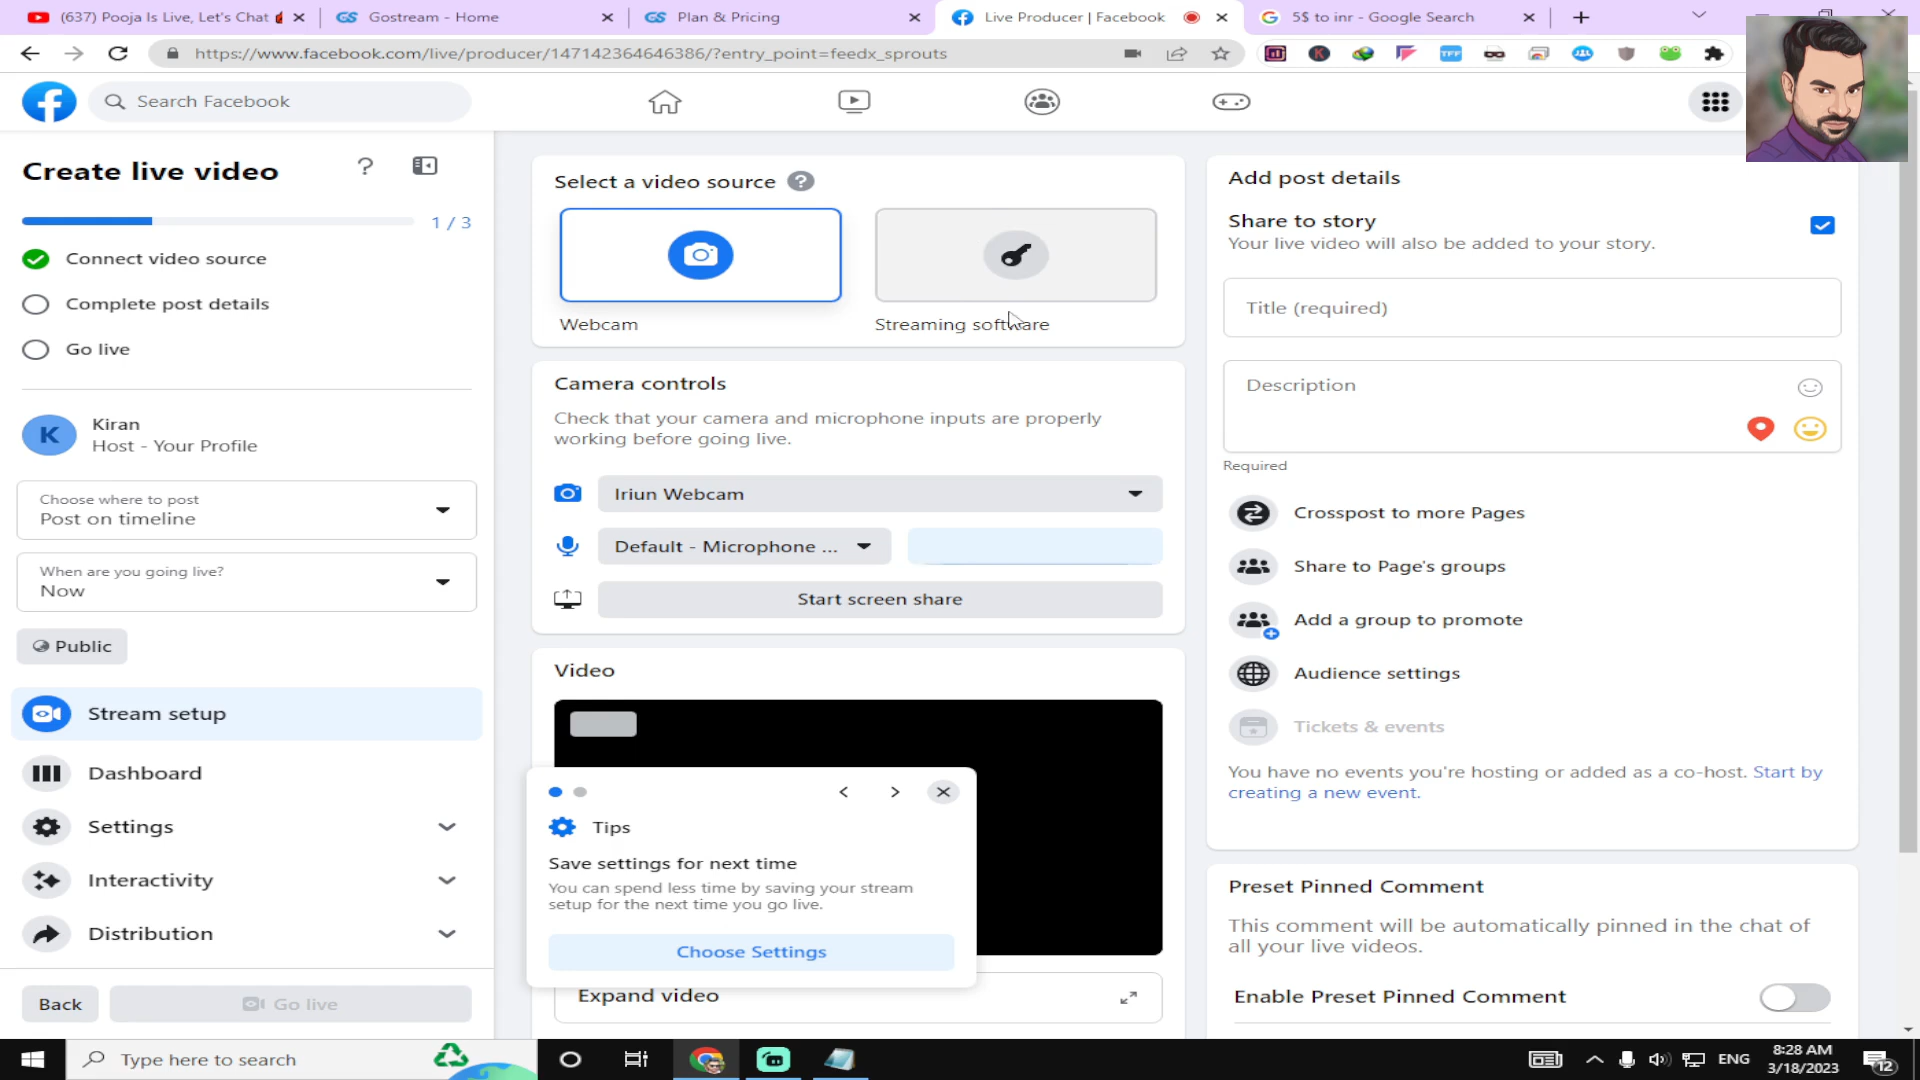 (637) Pooja Is Live, Let's Chat
Gostream - Home
Plan & Pricing
Live Producer | Facebook
5$ to inr - Google Search
https://www.facebook.com/live/producer/147142364646386/?entry_point=feedx_sprouts
Search Facebook
Create live video
1 / 3
Connect video source
Complete post details
Go live
K
Kiran
Host - Your Profile
Choose where to post
Post on timeline
When are you going live?
Now
Public
Stream setup
Dashboard
Settings
Interactivity
Distribution
Back
Go live
Select a video source
Webcam
Streaming software
Camera controls
Check that your camera and microphone inputs are properly
working before going live.
Iriun Webcam
Default - Microphone ...
Start screen share
Video
Tips
Save settings for next time
You can spend less time by saving your stream
setup for the next time you go live.
Choose Settings
Expand video
Add post details
Share to story
Your live video will also be added to your story.
Title (required)
Description
Required
Crosspost to more Pages
Share to Page's groups
Add a group to promote
Audience settings
Tickets & events
You have no events you're hosting or added as a co-host. Start by
creating a new event.
Preset Pinned Comment
This comment will be automatically pinned in the chat of
all your live videos.
Enable Preset Pinned Comment
Type here to search
ENG
8:28 AM
3/18/2023
12